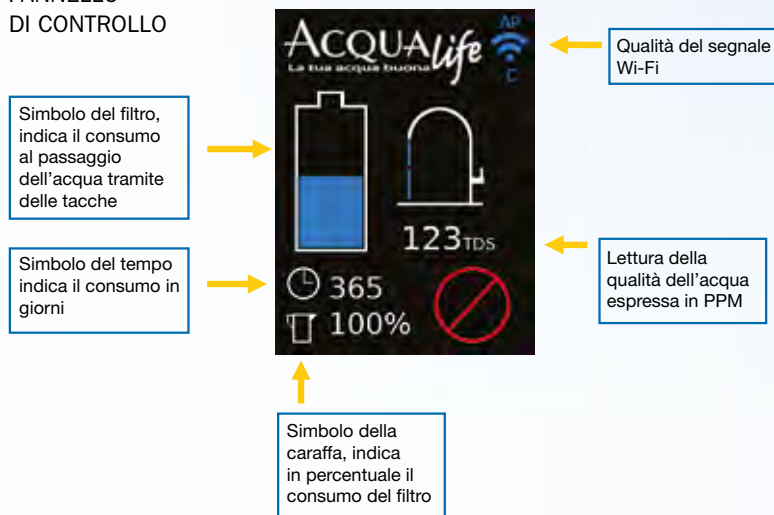 DI CONTROLLO
ACQUAlife
La tua acqua buona
AP
C
Qualità del segnale
Wi-Fi
Simbolo del filtro,
indica il consumo
al passaggio
dell'acqua tramite
delle tacche
123TDS
Lettura della
qualità dell'acqua
espressa in PPM
Simbolo del tempo
indica il consumo in
giorni
365
100%
Simbolo della
caraffa, indica
in percentuale il
consumo del filtro